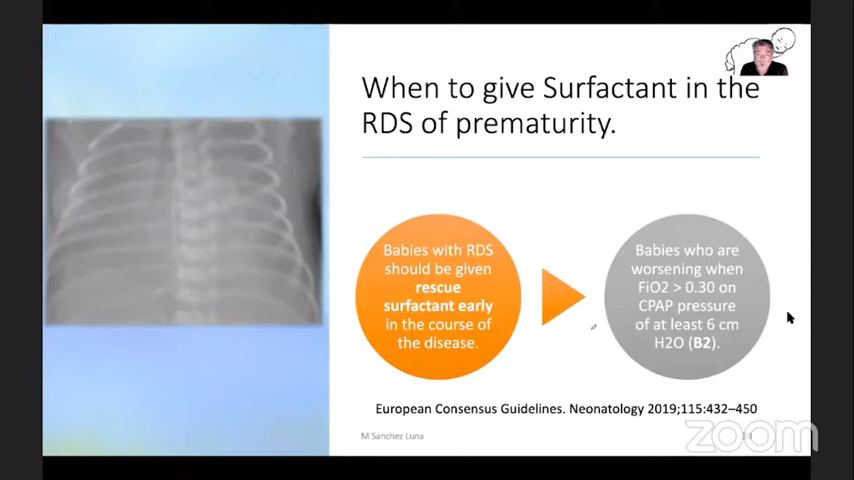 When to give Surfactant in the
RDS of prematurity.
Babies with RDS
should be given
rescue
surfactant early
in the course of
the disease.
Babies who are
worsening when
FiO2 > 0.30 on
CPAP pressure
of at least 6 cm
H2O (B2).
European Consensus Guidelines. Neonatology 2019;115:432–450
M Sanchez Luna
zoom